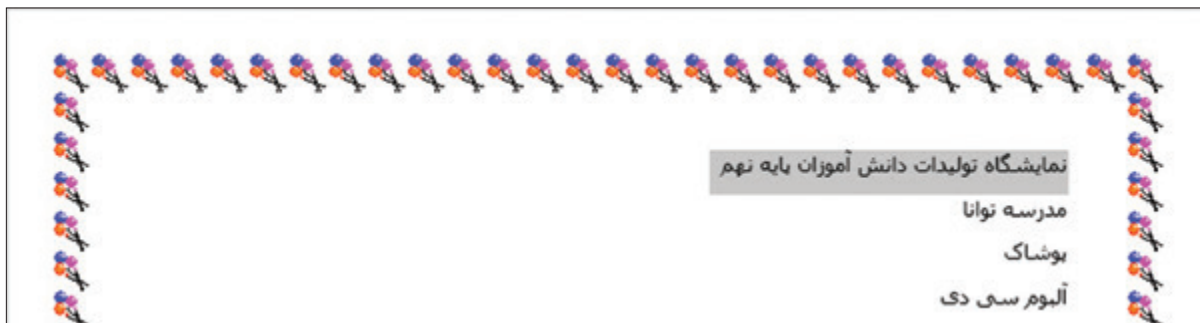 نمایشگاه تولیدات دانش آموزان پایه نهم
مدرسه توانا
پوشاک
آلبوم سی دی